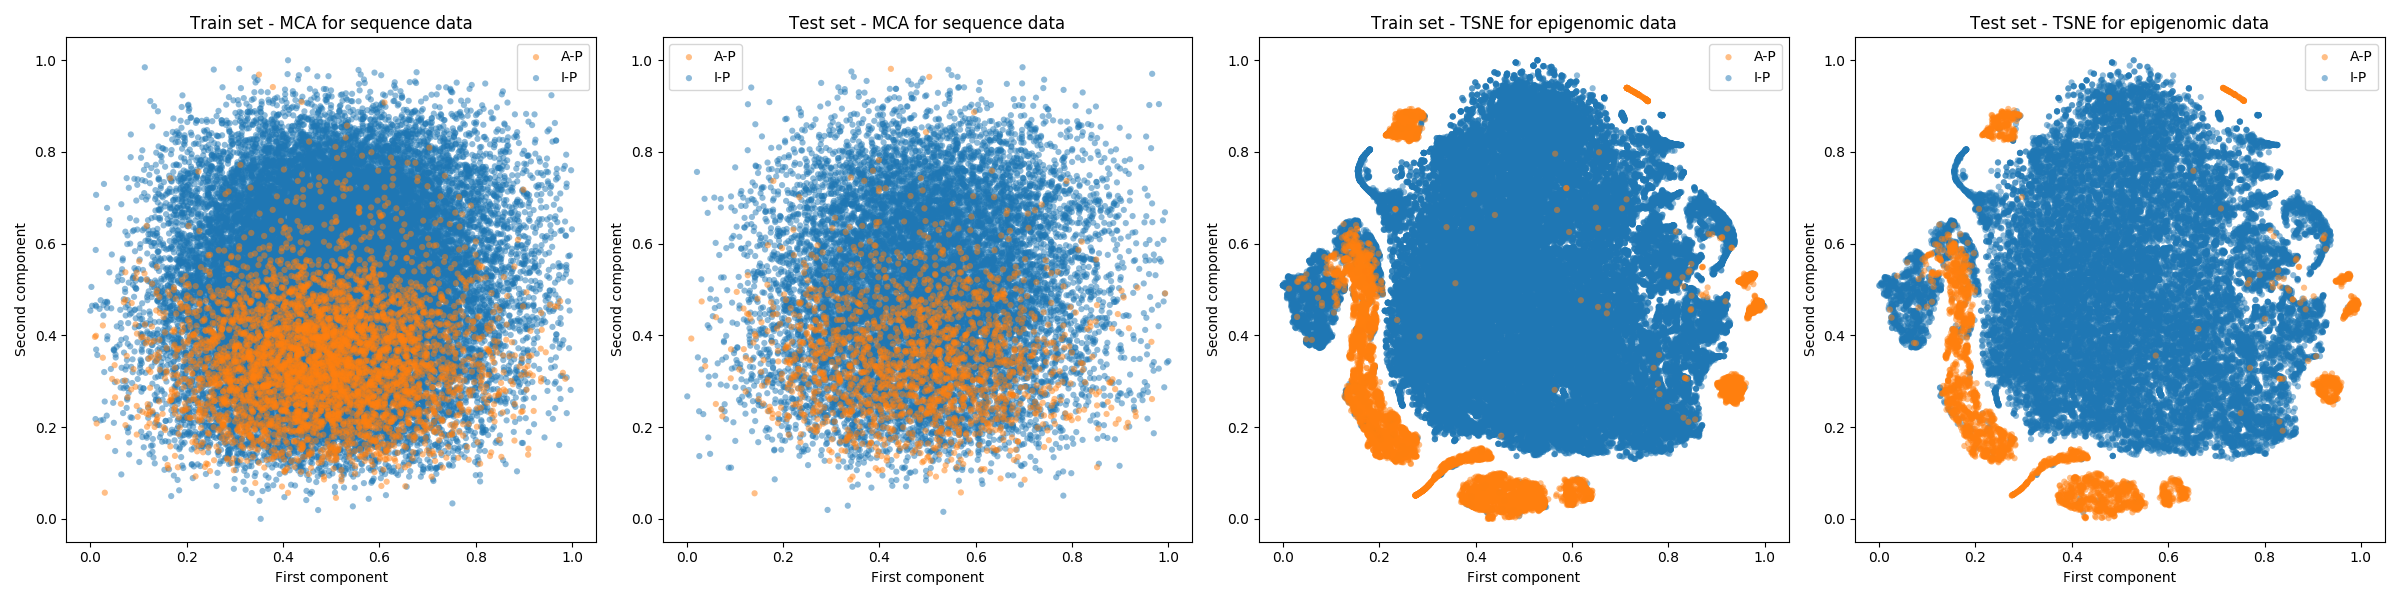 Train set - MCA for sequence data
A-P
I-P
1.0
0.8
0.6
0.4
0.2
0.0
Second component
0.0 0.2 0.4 0.6 0.8 1.0
First component
Test set - MCA for sequence data
A-P
I-P
1.0
0.8
0.6
0.4
0.2
0.0
Second component
0.0 0.2 0.4 0.6 0.8 1.0
First component
Train set - TSNE for epigenomic data
A-P
I-P
1.0
0.8
0.6
0.4
0.2
0.0
Second component
0.0 0.2 0.4 0.6 0.8 1.0
First component
Test set - TSNE for epigenomic data
A-P
I-P
1.0
0.8
0.6
0.4
0.2
0.0
Second component
0.0 0.2 0.4 0.6 0.8 1.0
First component